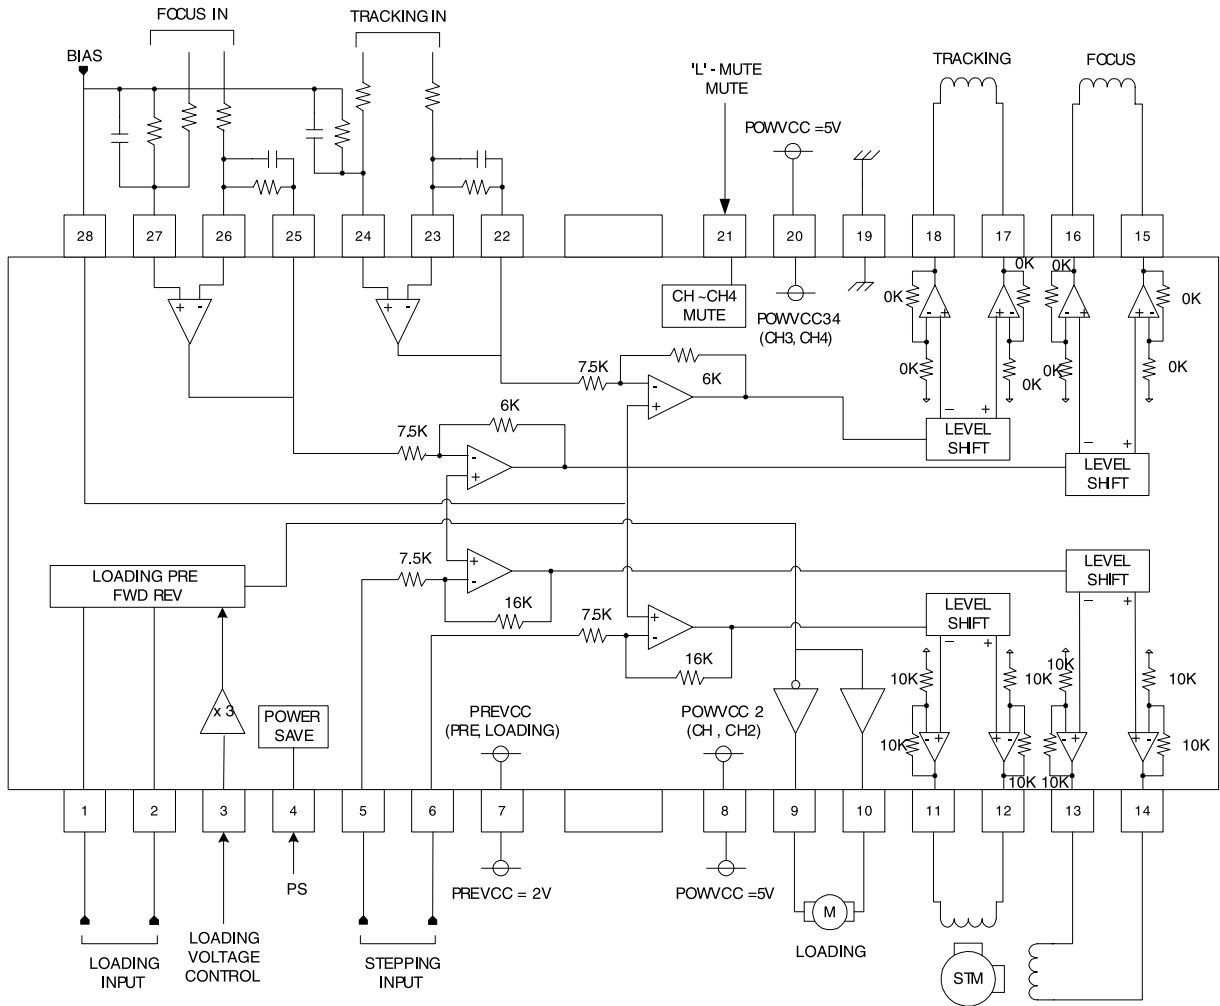 FOCUS IN
TRACKING IN
BIAS
'L' - MUTE
MUTE
TRACKING
FOCUS
POWVCC =5V
28
27
26
25
24
23
22
21
20
19
18
17
16
15
+ -
+ -
CH ~CH4
MUTE
POWVCC34
(CH3, CH4)
0K
0K
0K
0K
- +
+ -
- +
+ -
0K
0K
0K
0K
7.5K
6K
-
+
- +
LEVEL
SHIFT
6K
7.5K
-
+
- +
LEVEL
SHIFT
LOADING PRE
FWD REV
7.5K
+
-
16K
LEVEL
SHIFT
- +
7.5K
+
-
16K
LEVEL
SHIFT
- +
x 3
POWER
SAVE
PREVCC
(PRE, LOADING)
POWVCC 2
(CH , CH2)
10K
10K
10K
10K
10K
10K
10K
10K
- +
+ -
- +
+ -
1
2
3
4
5
6
7
8
9
10
11
12
13
14
PS
PREVCC = 2V
POWVCC =5V
M
LOADING
LOADING
INPUT
LOADING
VOLTAGE
CONTROL
STEPPING
INPUT
STM